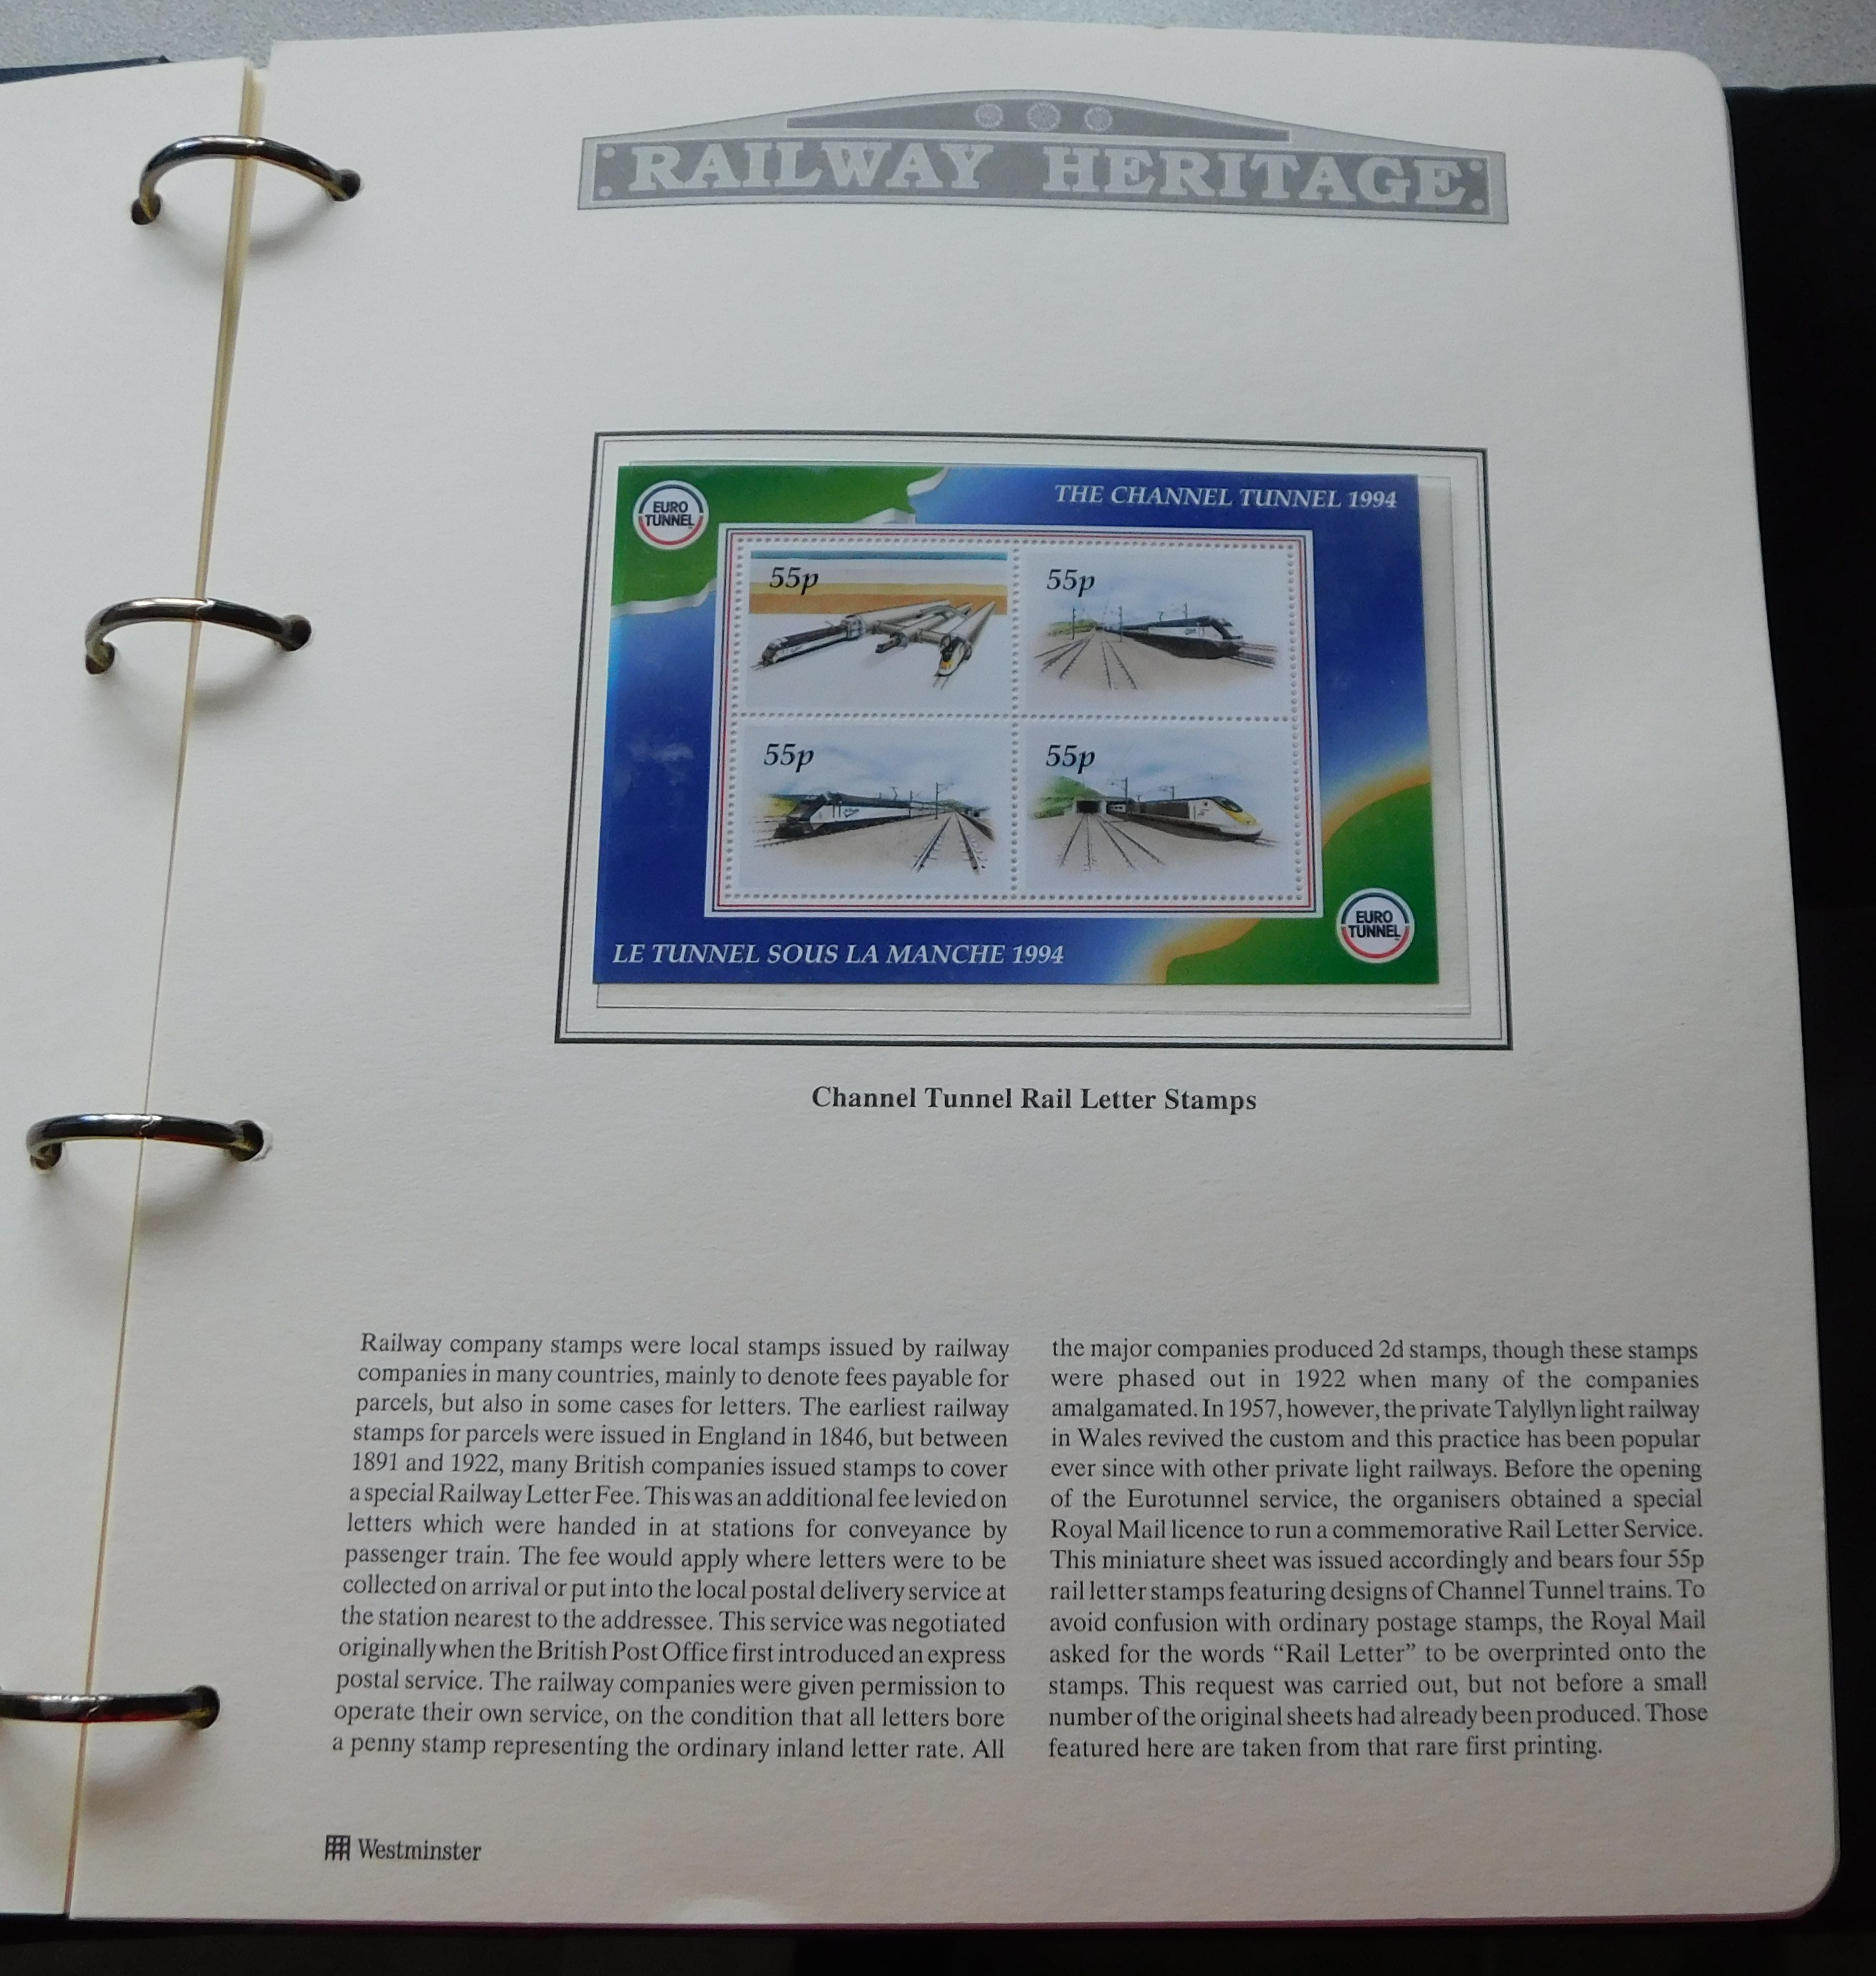 RAILWAY HERITAGE
EURO
TUNNEL
THE CHANNEL TUNNEL 1994
55p
55p
55p
55p
LE TUNNEL SOUS LA MANCHE 1994
EURO
TUNNEL
Channel Tunnel Rail Letter Stamps
Railway company stamps were local stamps issued by railway
companies in many countries, mainly to denote fees payable for
parcels, but also in some cases for letters. The earliest railway
stamps for parcels were issued in England in 1846, but between
1891 and 1922, many British companies issued stamps to cover
a special Railway Letter Fee. This was an additional fee levied on
letters which were handed in at stations for conveyance by
passenger train. The fee would apply where letters were to be
collected on arrival or put into the local postal delivery service at
the station nearest to the addressee. This service was negotiated
originally when the British Post Office first introduced an express
postal service. The railway companies were given permission to
operate their own service, on the condition that all letters bore
a penny stamp representing the ordinary inland letter rate. All
the major companies produced 2d stamps, though these stamps
were phased out in 1922 when many of the companies
amalgamated. In 1957, however, the private Talyllyn light railway
in Wales revived the custom and this practice has been popular
ever since with other private light railways. Before the opening
of the Eurotunnel service, the organisers obtained a special
Royal Mail licence to run a commemorative Rail Letter Service.
This miniature sheet was issued accordingly and bears four 55p
rail letter stamps featuring designs of Channel Tunnel trains. To
avoid confusion with ordinary postage stamps, the Royal Mail
asked for the words “Rail Letter” to be overprinted onto the
stamps. This request was carried out, but not before a small
number of the original sheets had already been produced. Those
featured here are taken from that rare first printing.
Westminster